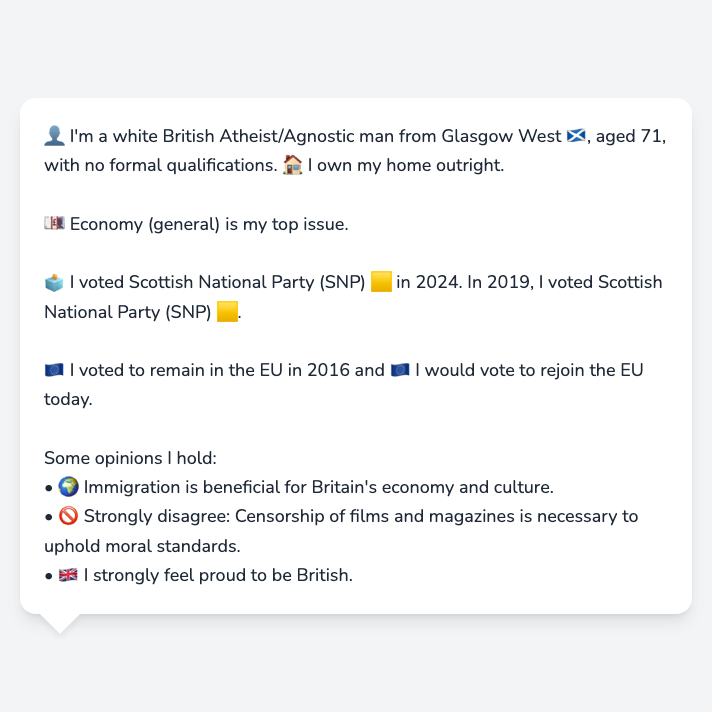 👤 I'm a white British Atheist/Agnostic man from Glasgow West 🏴󠁧󠁢󠁳󠁣󠁴󠁿, aged 71,
with no formal qualifications. 🏠 I own my home outright.
💷 Economy (general) is my top issue.
🗳️ I voted Scottish National Party (SNP) 🟨 in 2024. In 2019, I voted Scottish
National Party (SNP) 🟨.
🇪🇺 I voted to remain in the EU in 2016 and 🇪🇺 I would vote to rejoin the EU
today.
Some opinions I hold:
• 🌍 Immigration is beneficial for Britain's economy and culture.
• 🚫 Strongly disagree: Censorship of films and magazines is necessary to
uphold moral standards.
• 🇬🇧 I strongly feel proud to be British.